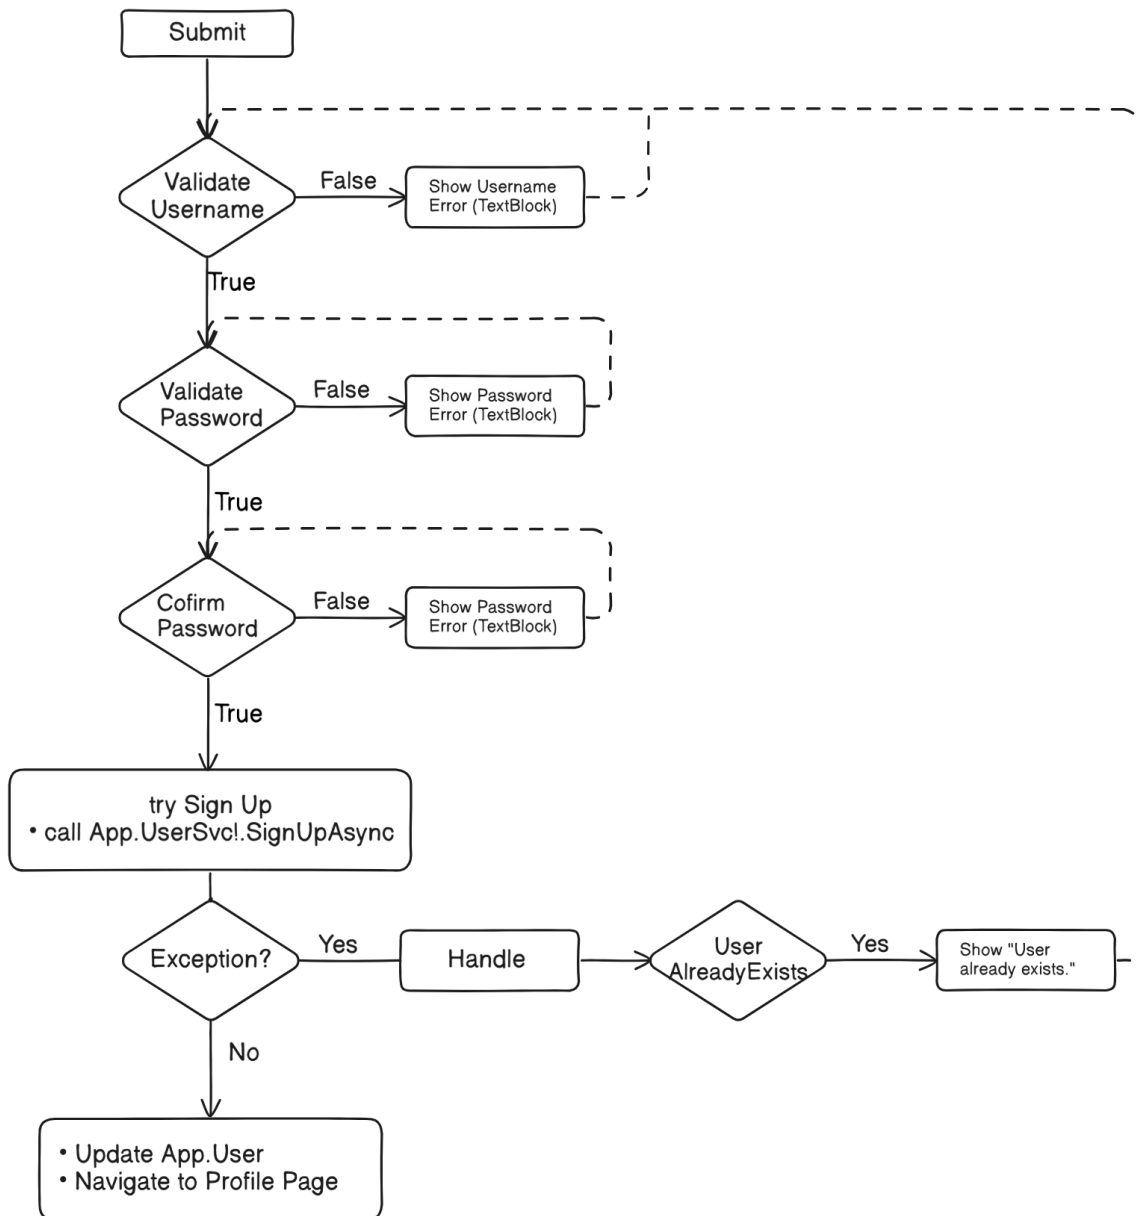 Submit
Validate
Username
False
Show Username
Error (TextBlock)
True
Validate
Password
False
Show Password
Error (TextBlock)
True
Cofirm
Password
False
Show Password
Error (TextBlock)
True
try Sign Up
• call App.UserSvc!.SignUpAsync
Exception?
Yes
Handle
User
AlreadyExists
Yes
Show "User
already exists."
No
• Update App.User
• Navigate to Profile Page